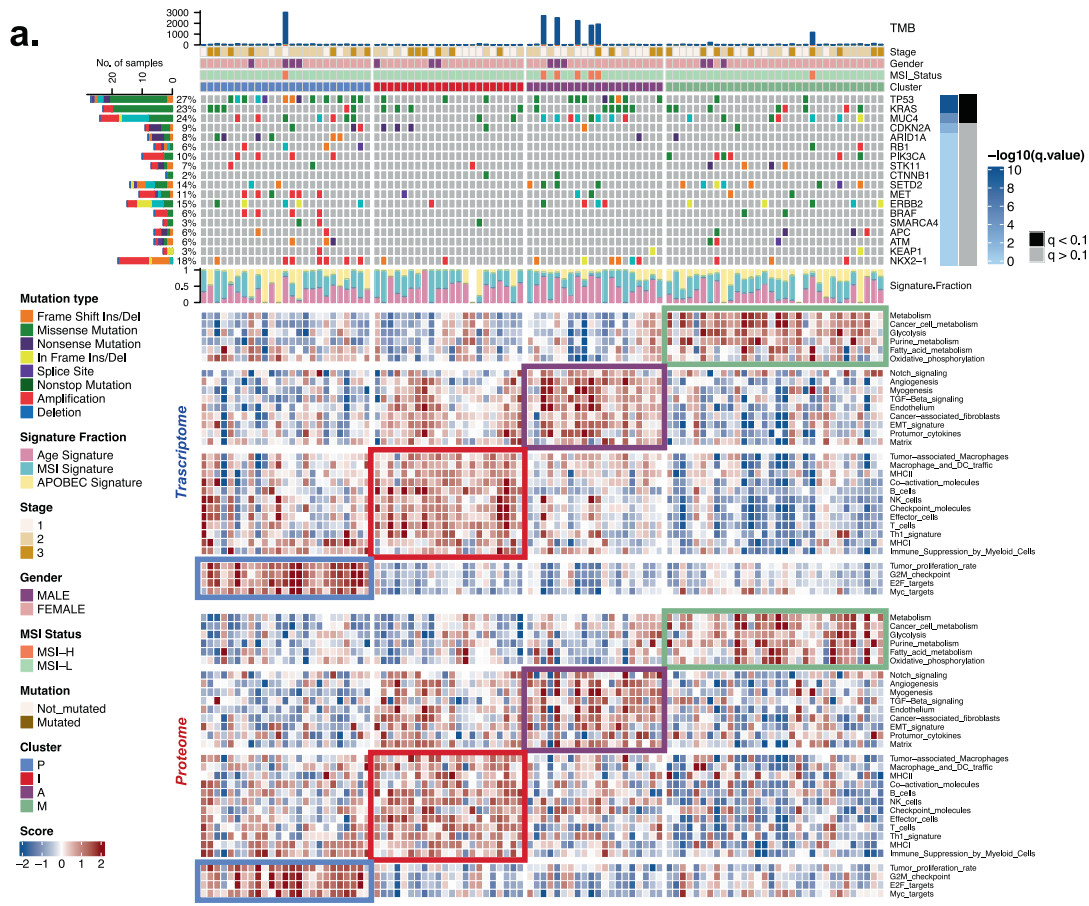 a.
3000
2000
1000
0
TMB
Stage
Gender
MSI_Status
Cluster
No. of samples
20
10
0
27%
TP53
23%
KRAS
24%
MUC4
9%
CDKN2A
8%
ARID1A
6%
RB1
10%
PIK3CA
7%
STK11
2%
CTNNB1
14%
SETD2
11%
MET
15%
ERBB2
6%
BRAF
3%
SMARCA4
6%
APC
6%
ATM
3%
KEAP1
18%
NKX2−1
−log10(q.value)
10
8
6
4
2
0
q < 0.1
q > 0.1
1
0.5
0
Signature.Fraction
Mutation type
Frame Shift Ins/Del
Missense Mutation
Nonsense Mutation
In Frame Ins/Del
Splice Site
Nonstop Mutation
Amplification
Deletion
Signature Fraction
Age Signature
MSI Signature
APOBEC Signature
Stage
1
2
3
Gender
MALE
FEMALE
MSI Status
MSI−H
MSI−L
Mutation
Not_mutated
Mutated
Cluster
P
I
A
M
Score
−2 −1 0 1 2
Trascriptome
Metabolism
Cancer_cell_metabolism
Glycolysis
Purine_metabolism
Fatty_acid_metabolism
Oxidative_phosphorylation
Notch_signaling
Angiogenesis
Myogenesis
TGF−Beta_signaling
Endothelium
Cancer−associated_fibroblasts
EMT_signature
Protumor_cytokines
Matrix
Tumor−associated_Macrophages
Macrophage_and_DC_traffic
MHCII
Co−activation_molecules
B_cells
NK_cells
Checkpoint_molecules
Effector_cells
T_cells
Th1_signature
MHCI
Immune_Suppression_by_Myeloid_Cells
Tumor_proliferation_rate
G2M_checkpoint
E2F_targets
Myc_targets
Proteome
Metabolism
Cancer_cell_metabolism
Glycolysis
Purine_metabolism
Fatty_acid_metabolism
Oxidative_phosphorylation
Notch_signaling
Angiogenesis
Myogenesis
TGF−Beta_signaling
Endothelium
Cancer−associated_fibroblasts
EMT_signature
Protumor_cytokines
Matrix
Tumor−associated_Macrophages
Macrophage_and_DC_traffic
MHCII
Co−activation_molecules
B_cells
NK_cells
Checkpoint_molecules
Effector_cells
T_cells
Th1_signature
MHCI
Immune_Suppression_by_Myeloid_Cells
Tumor_proliferation_rate
G2M_checkpoint
E2F_targets
Myc_targets